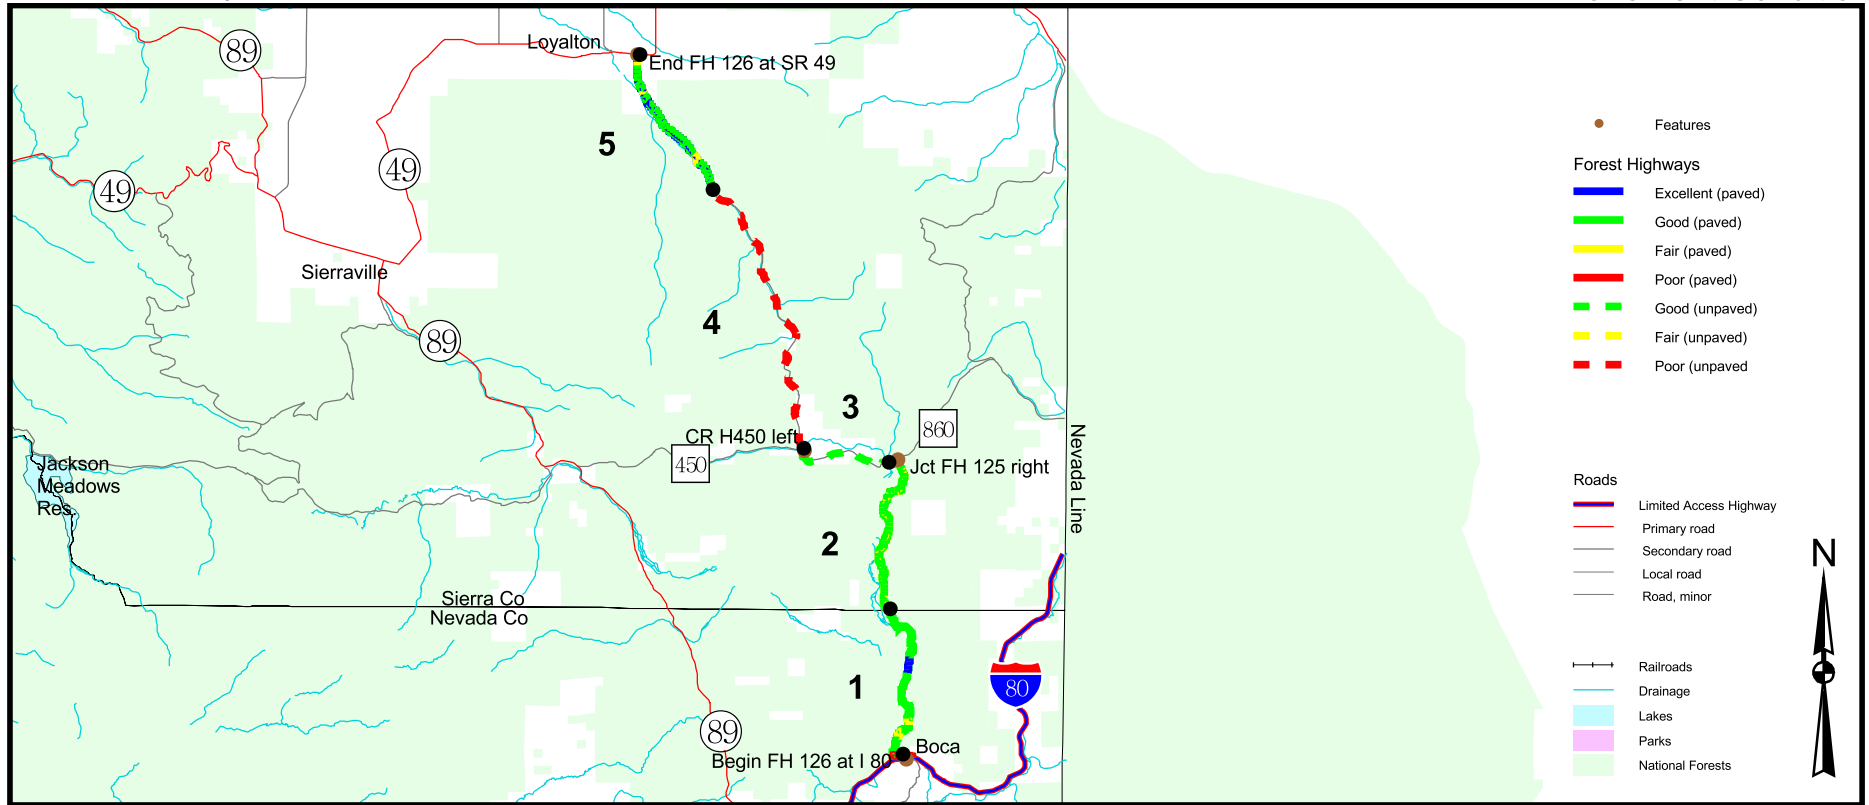 89
Loyalton
End FH 126 at SR 49
5
49
49
Sierraville
4
89
3
860
CR H450 left
450
Jct FH 125 right
Jackson
Meadows
Res.
Nevada Line
2
Sierra Co
Nevada Co
1
80
89
Boca
Begin FH 126 at I 80
Features
Forest Highways
Excellent (paved)
Good (paved)
Fair (paved)
Poor (paved)
Good (unpaved)
Fair (unpaved)
Poor (unpaved
Roads
Limited Access Highway
Primary road
Secondary road
Local road
Road, minor
Railroads
Drainage
Lakes
Parks
National Forests
N